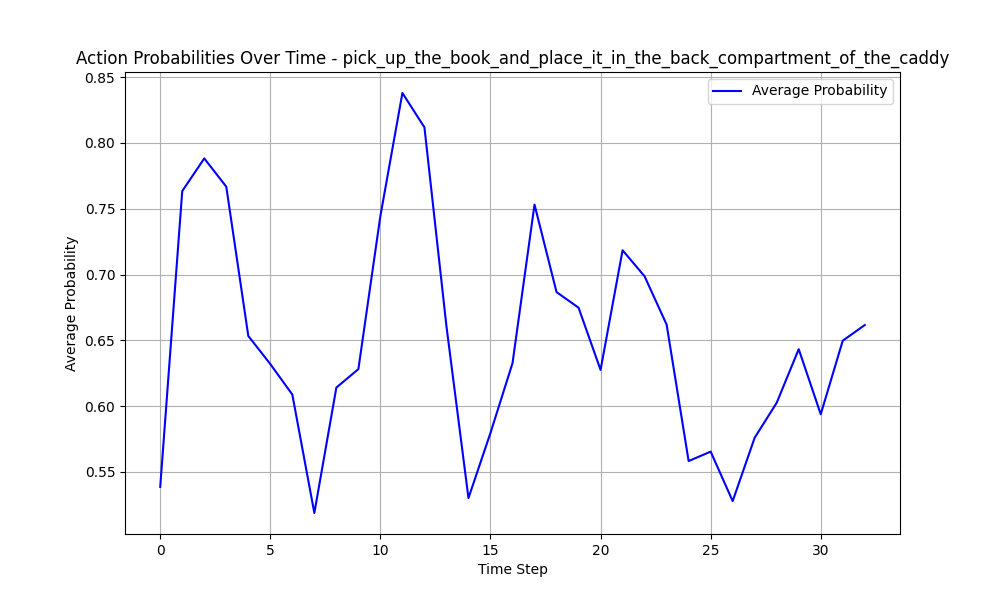 Action Probabilities Over Time - pick_up_the_book_and_place_it_in_the_back_compartment_of_the_caddy
Average Probability
0.85
0.80
0.75
0.70
0.65
0.60
0.55
Average Probability
0 5 10 15 20 25 30
Time Step